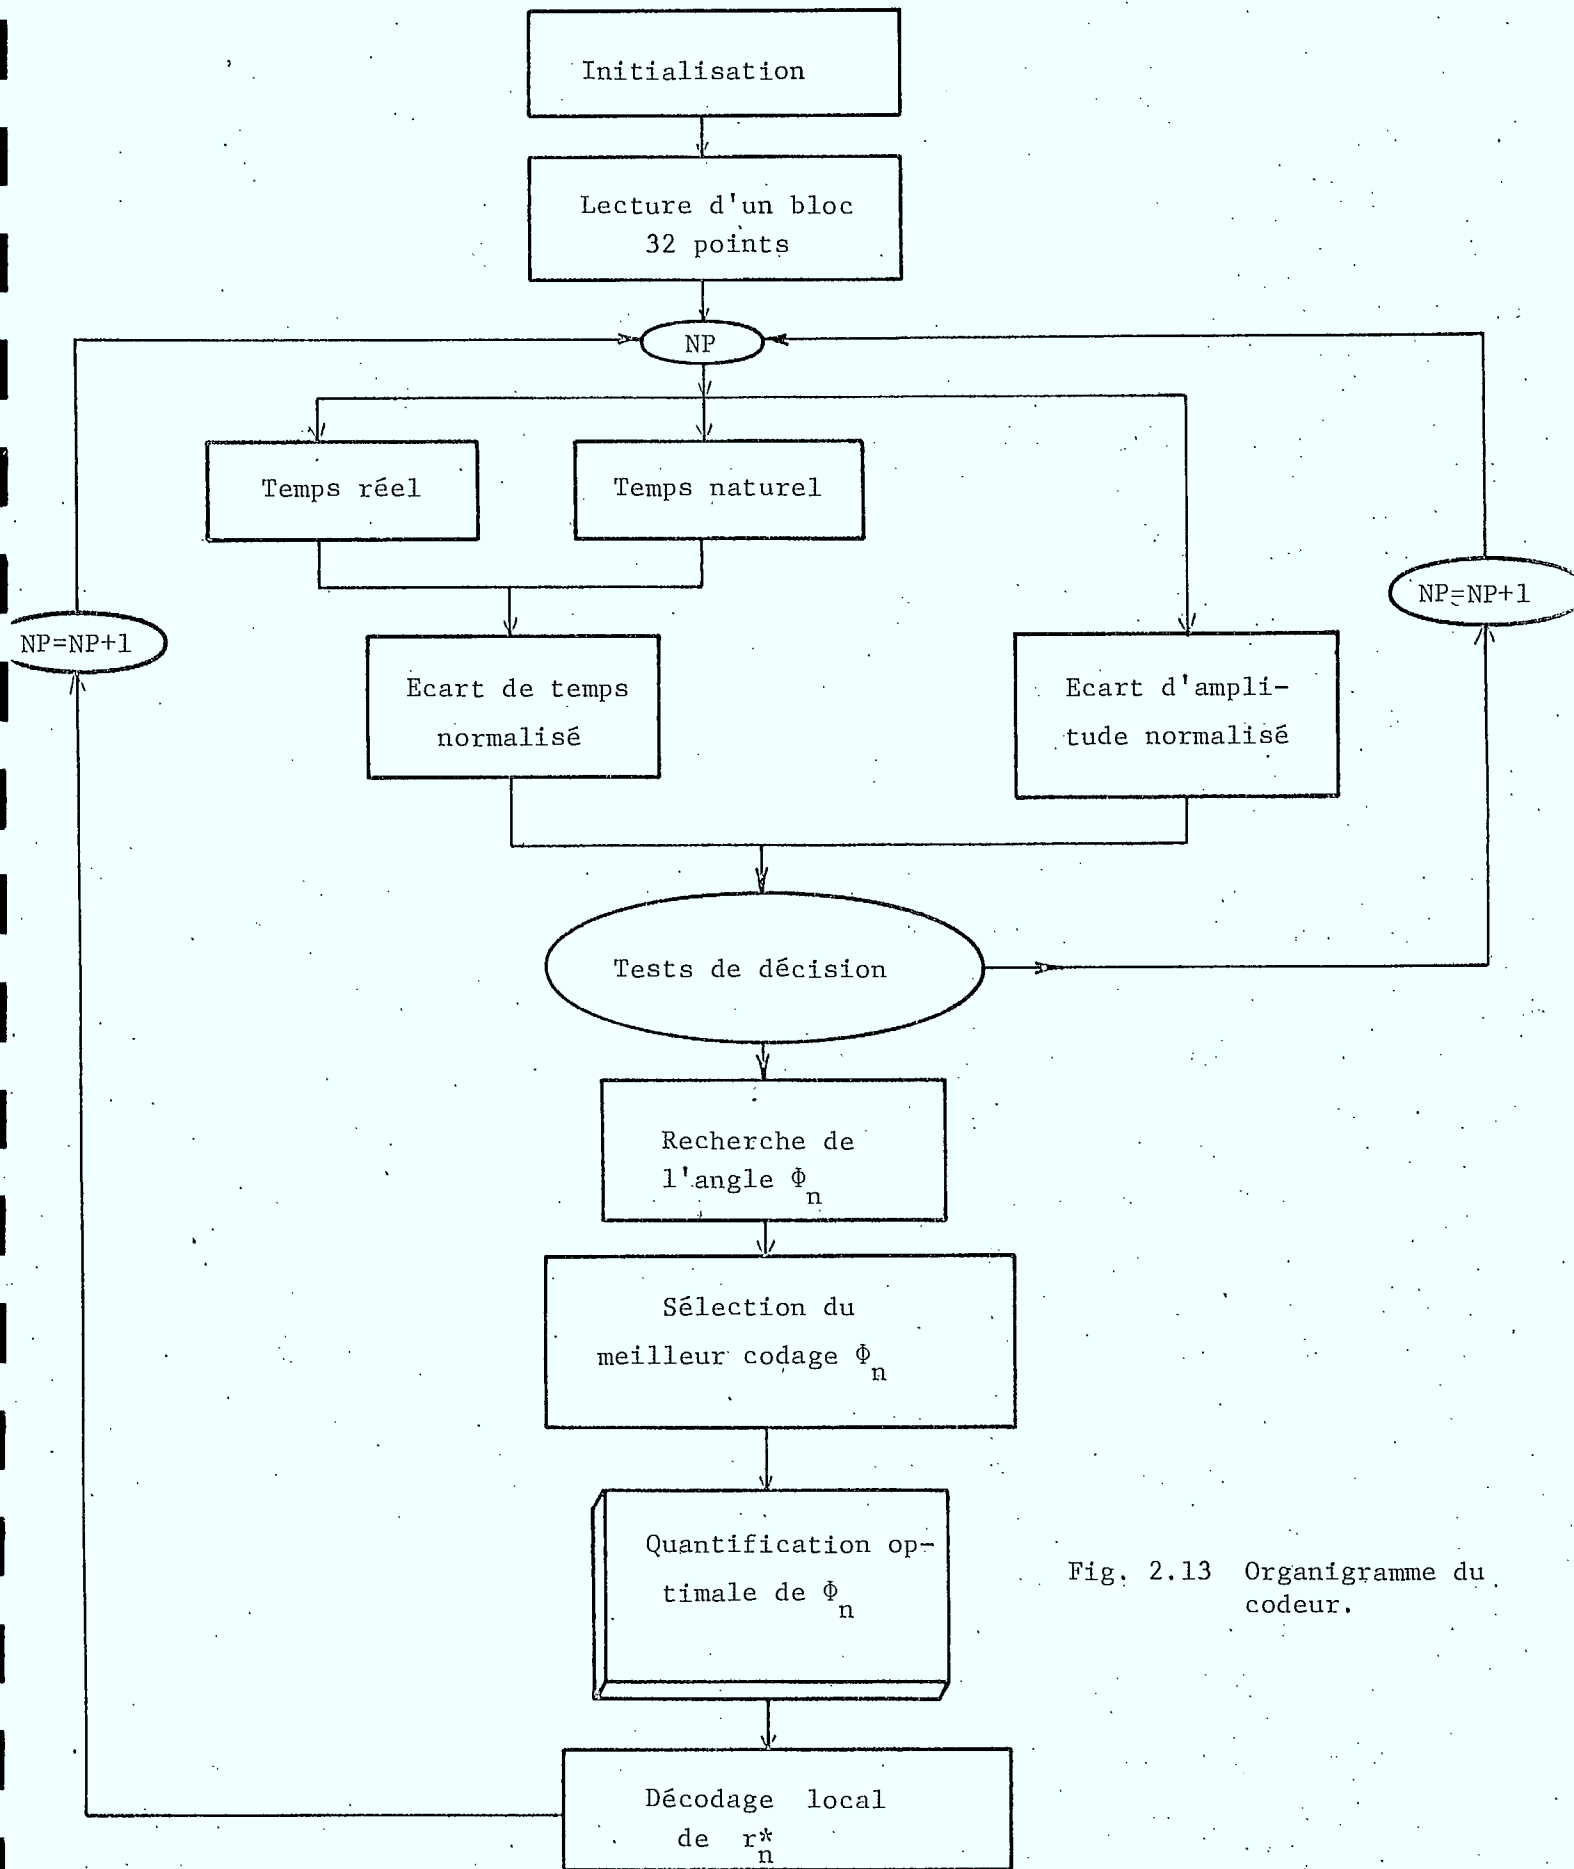 Initialisation
Lecture d'un bloc
32 points
NP
Temps réel
Temps naturel
NP=NP+1
NP=NP+1
Ecart de temps
normalisé
Ecart d'ampli-
tude normalisé
Tests de décision
Recherche de
l'angle Φn
Sélection du
meilleur codage Φn
Quantification op-
timale de Φn
Fig. 2.13 Organigramme du
codeur.
Décodage local
de r*n